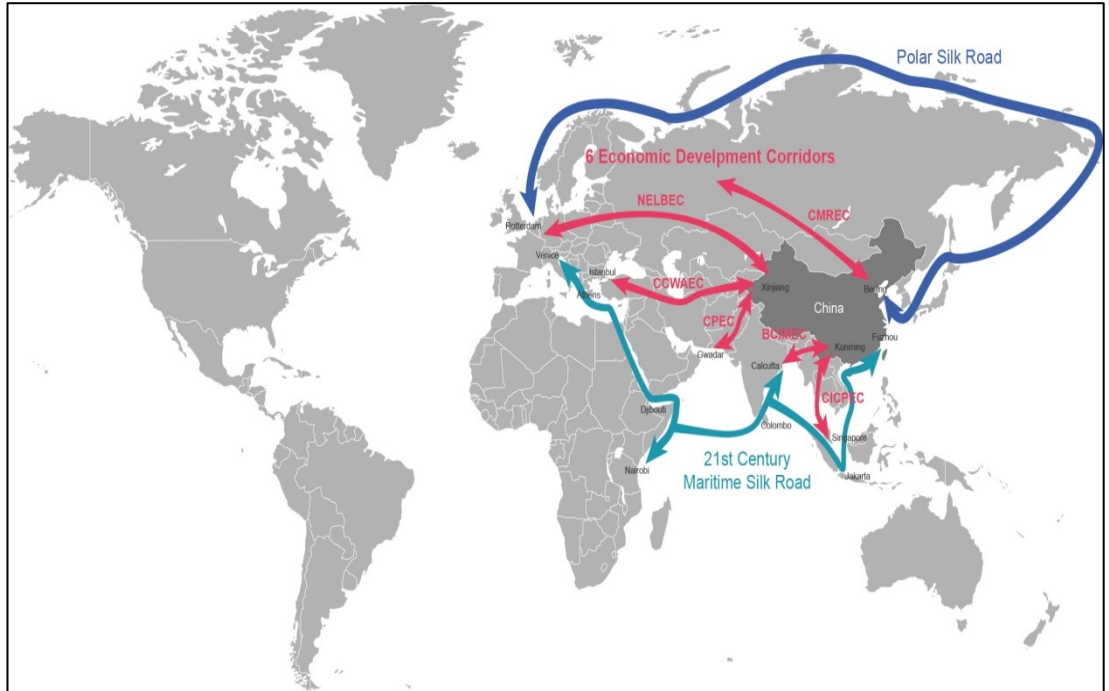 Polar Silk Road
6 Economic Develpment Corridors
NELBEC
CMREC
Rotterdam
Venice
Istanbul
Athens
CCWAEC
Xinjiang
Beijing
China
CPEC
BCIMEC
Fuzhou
Kunming
Gwadar
Calcutta
CICPEC
Djibouti
Colombo
Singapore
Nairobi
21st Century
Maritime Silk Road
Jakarta